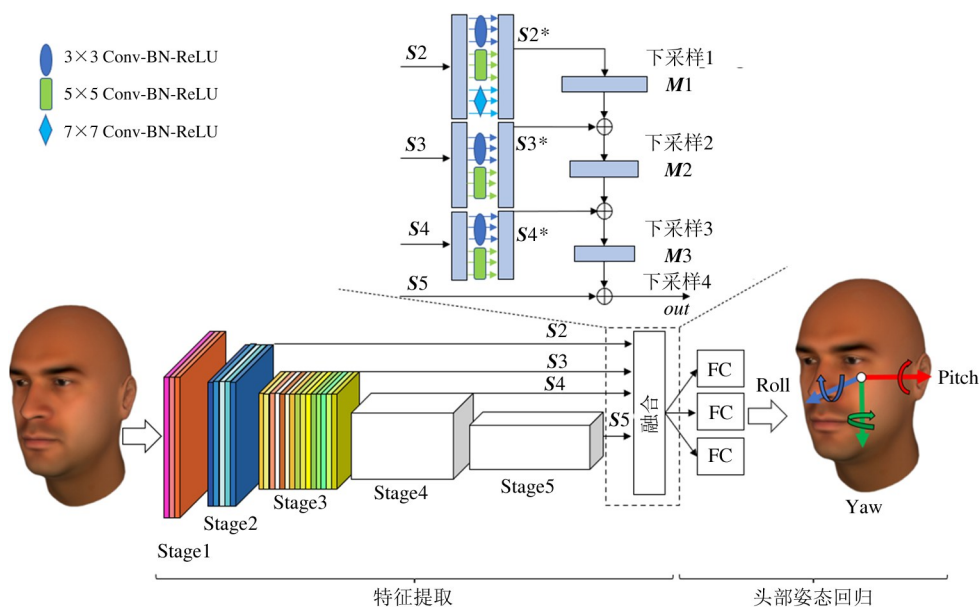 3×3 Conv-BN-ReLU
5×5 Conv-BN-ReLU
7×7 Conv-BN-ReLU
S2
S2*
下采样1
M1
S3
S3*
下采样2
M2
S4
S4*
下采样3
M3
S5
下采样4
out
S2
S3
S4
S5
融合
FC
FC
FC
Roll
Pitch
Yaw
Stage1
Stage2
Stage3
Stage4
Stage5
特征提取
头部姿态回归